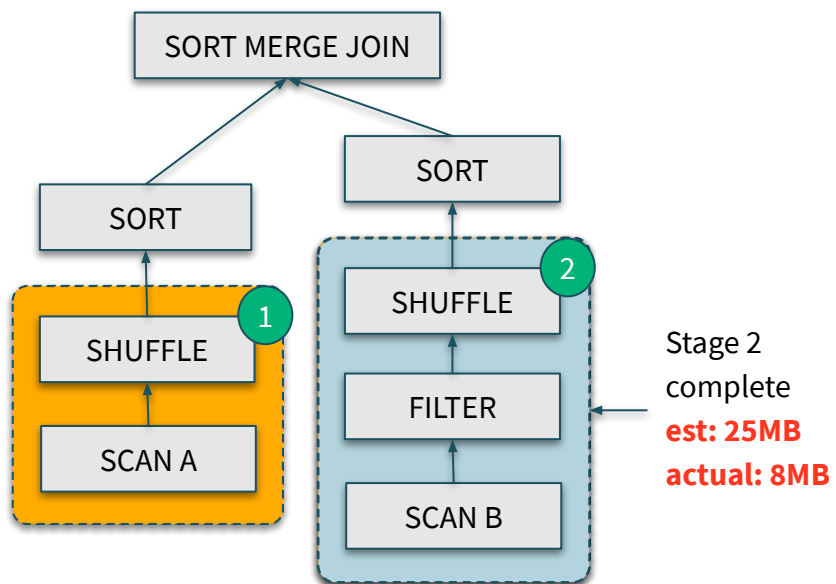 SORT MERGE JOIN
SORT
SORT
1
SHUFFLE
SCAN A
2
SHUFFLE
FILTER
SCAN B
Stage 2
complete
est: 25MB
actual: 8MB